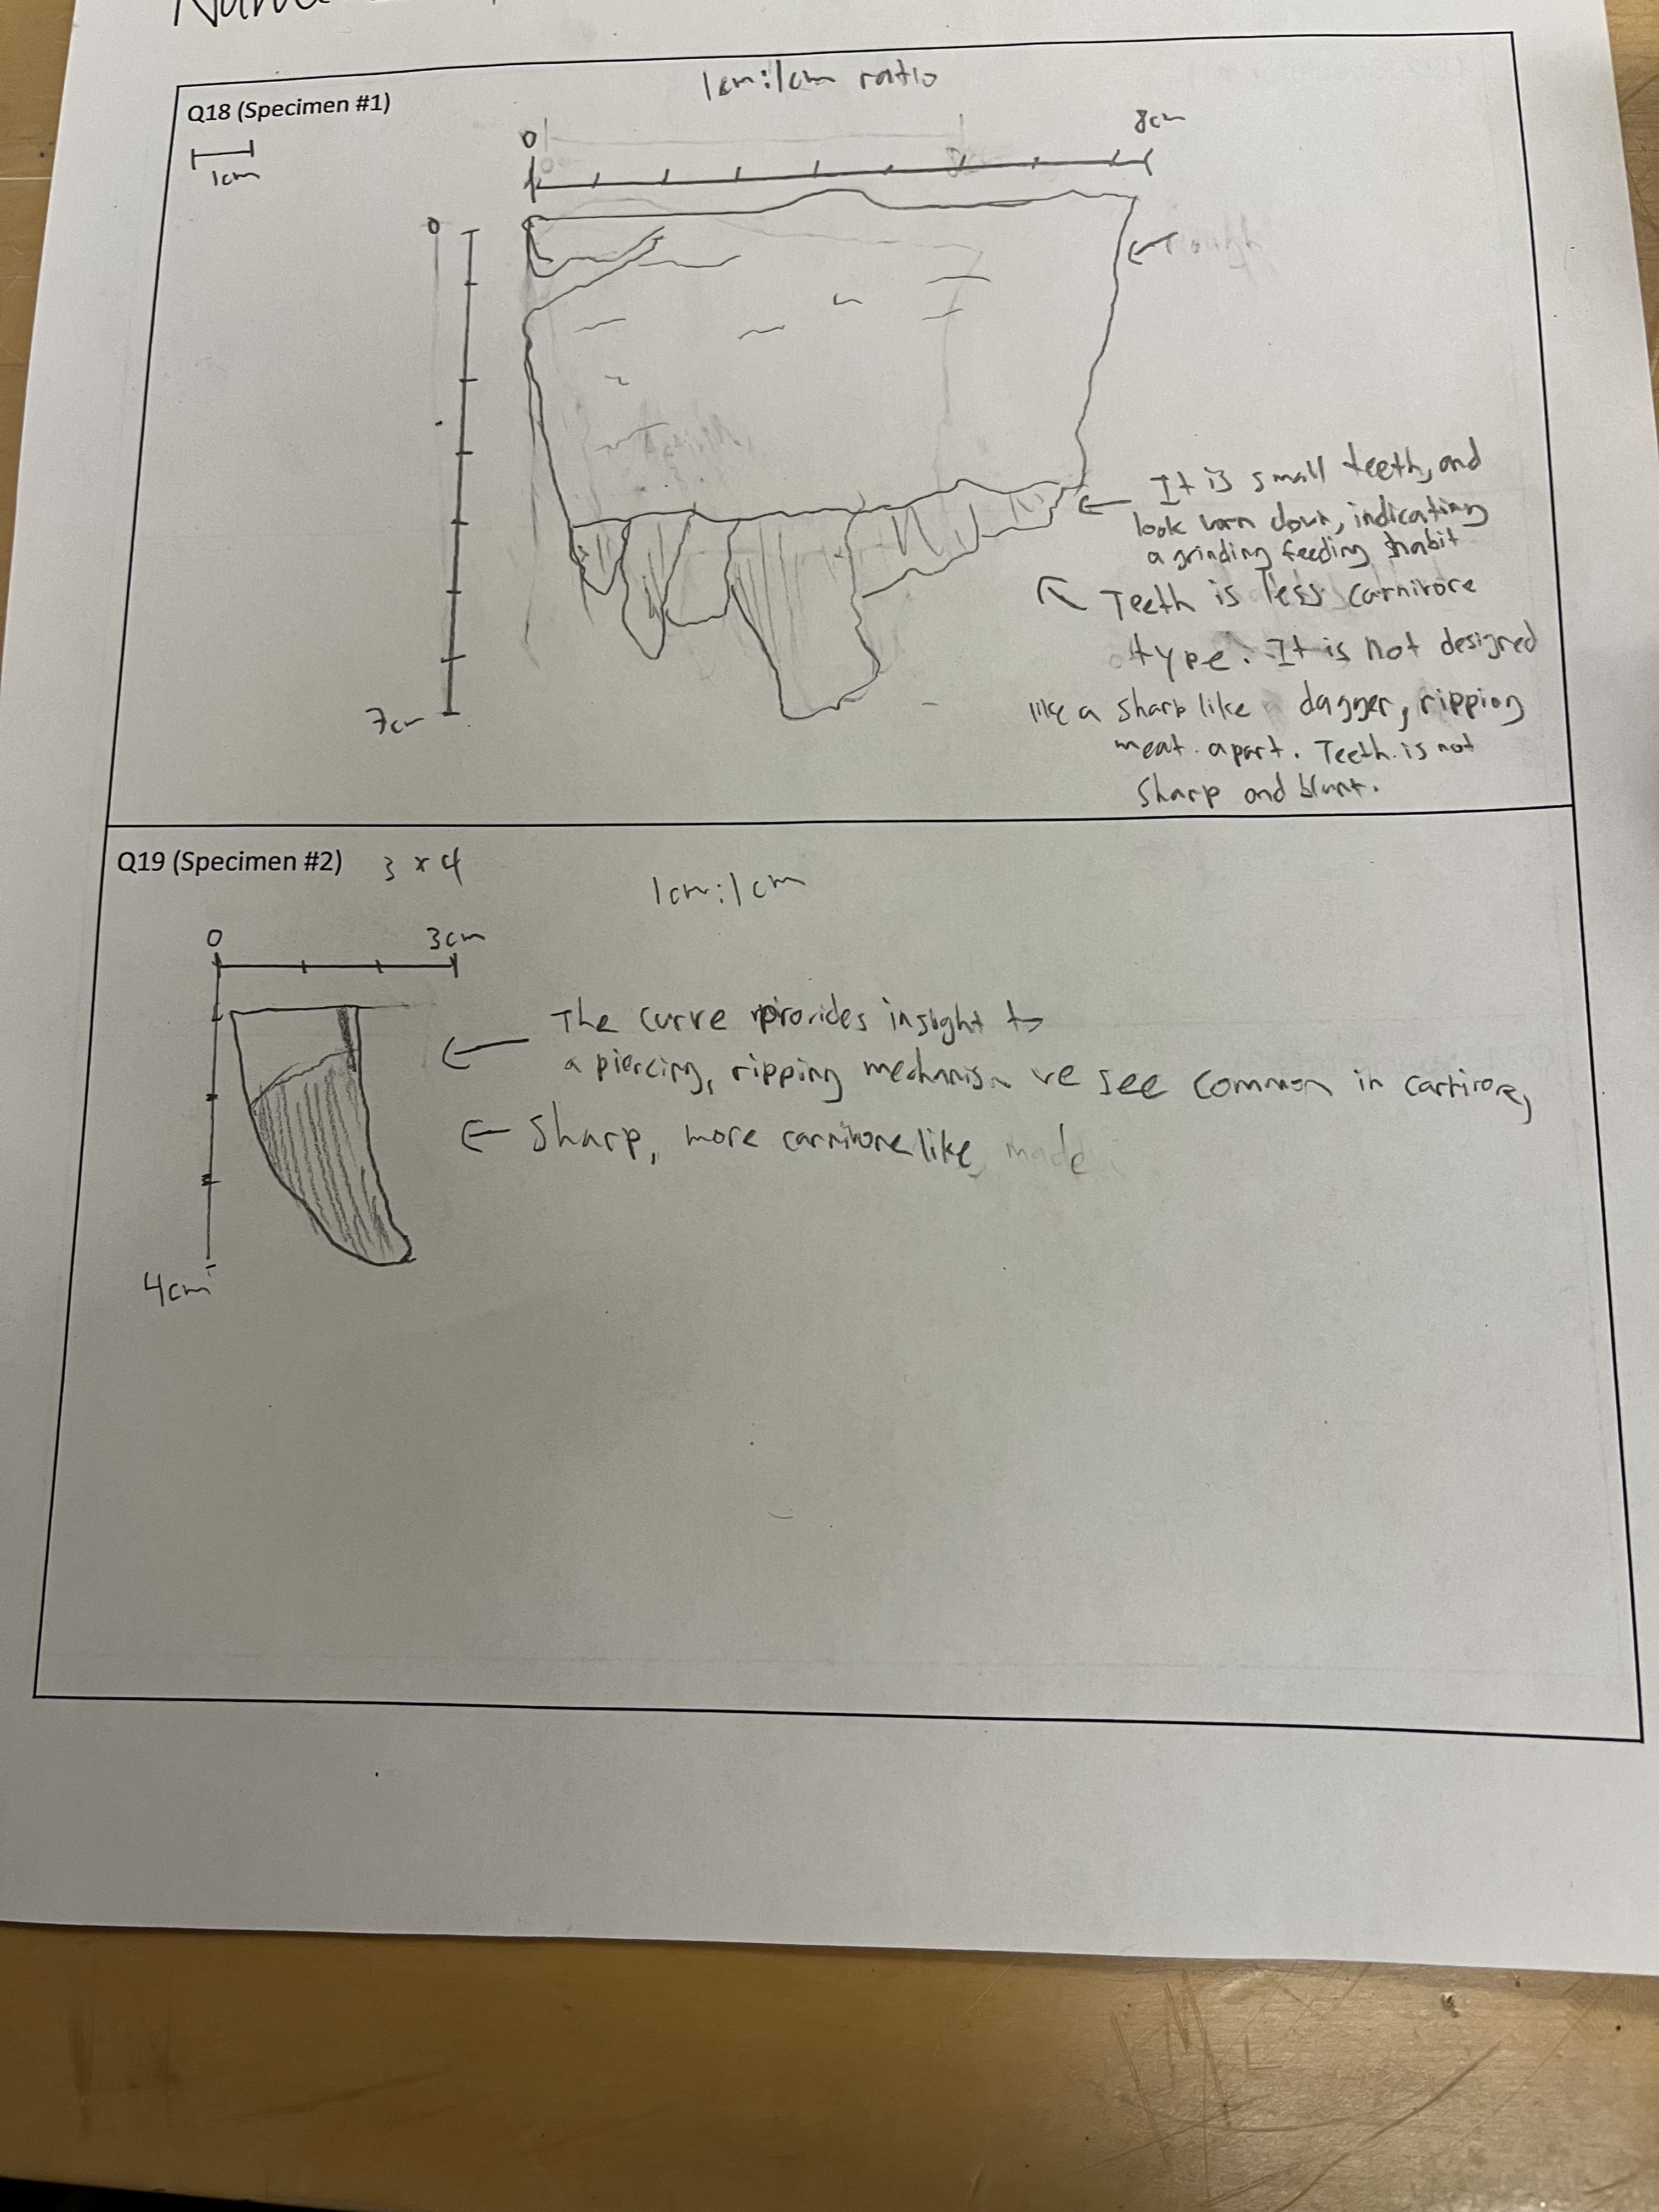 Name
Q18 (Specimen #1)
1cm
1cm:1cm ratio
0
8cm
0
7cm
It is small teeth, and
look worn down, indicating
a grinding feeding habit
Teeth is less carnivore
type. It is not designed
like a sharp like dagger, ripping
meat apart. Teeth is not
sharp and blunt.
Q19 (Specimen #2)
3 x 4
1cm:1cm
0
3cm
4cm
The curve provides insight to
a piercing, ripping mechanism we see common in
Sharp, more carnivore like, made